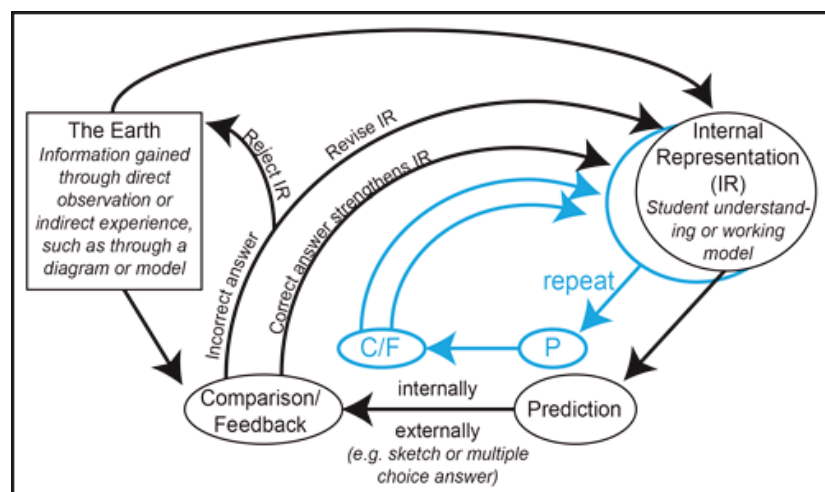 The Earth
Information gained
through direct
observation or
indirect experience,
such as through a
diagram or model
Reject IR
Revise IR
Incorrect answer
Correct answer strengthens IR
Internal
Representation
(IR)
Student understand-
ing or working
model
repeat
C/F
P
Comparison/
Feedback
internally
externally
(e.g. sketch or multiple
choice answer)
Prediction